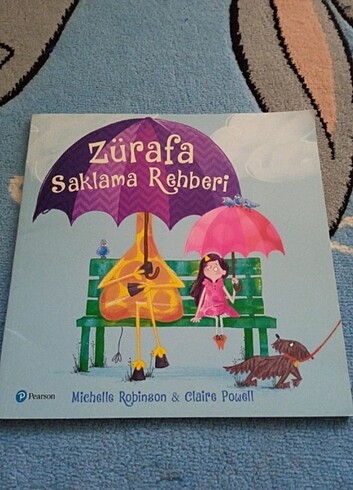 Zürafa
Saklama Rehberi
Pearson
Michelle Robinson & Claire Powell